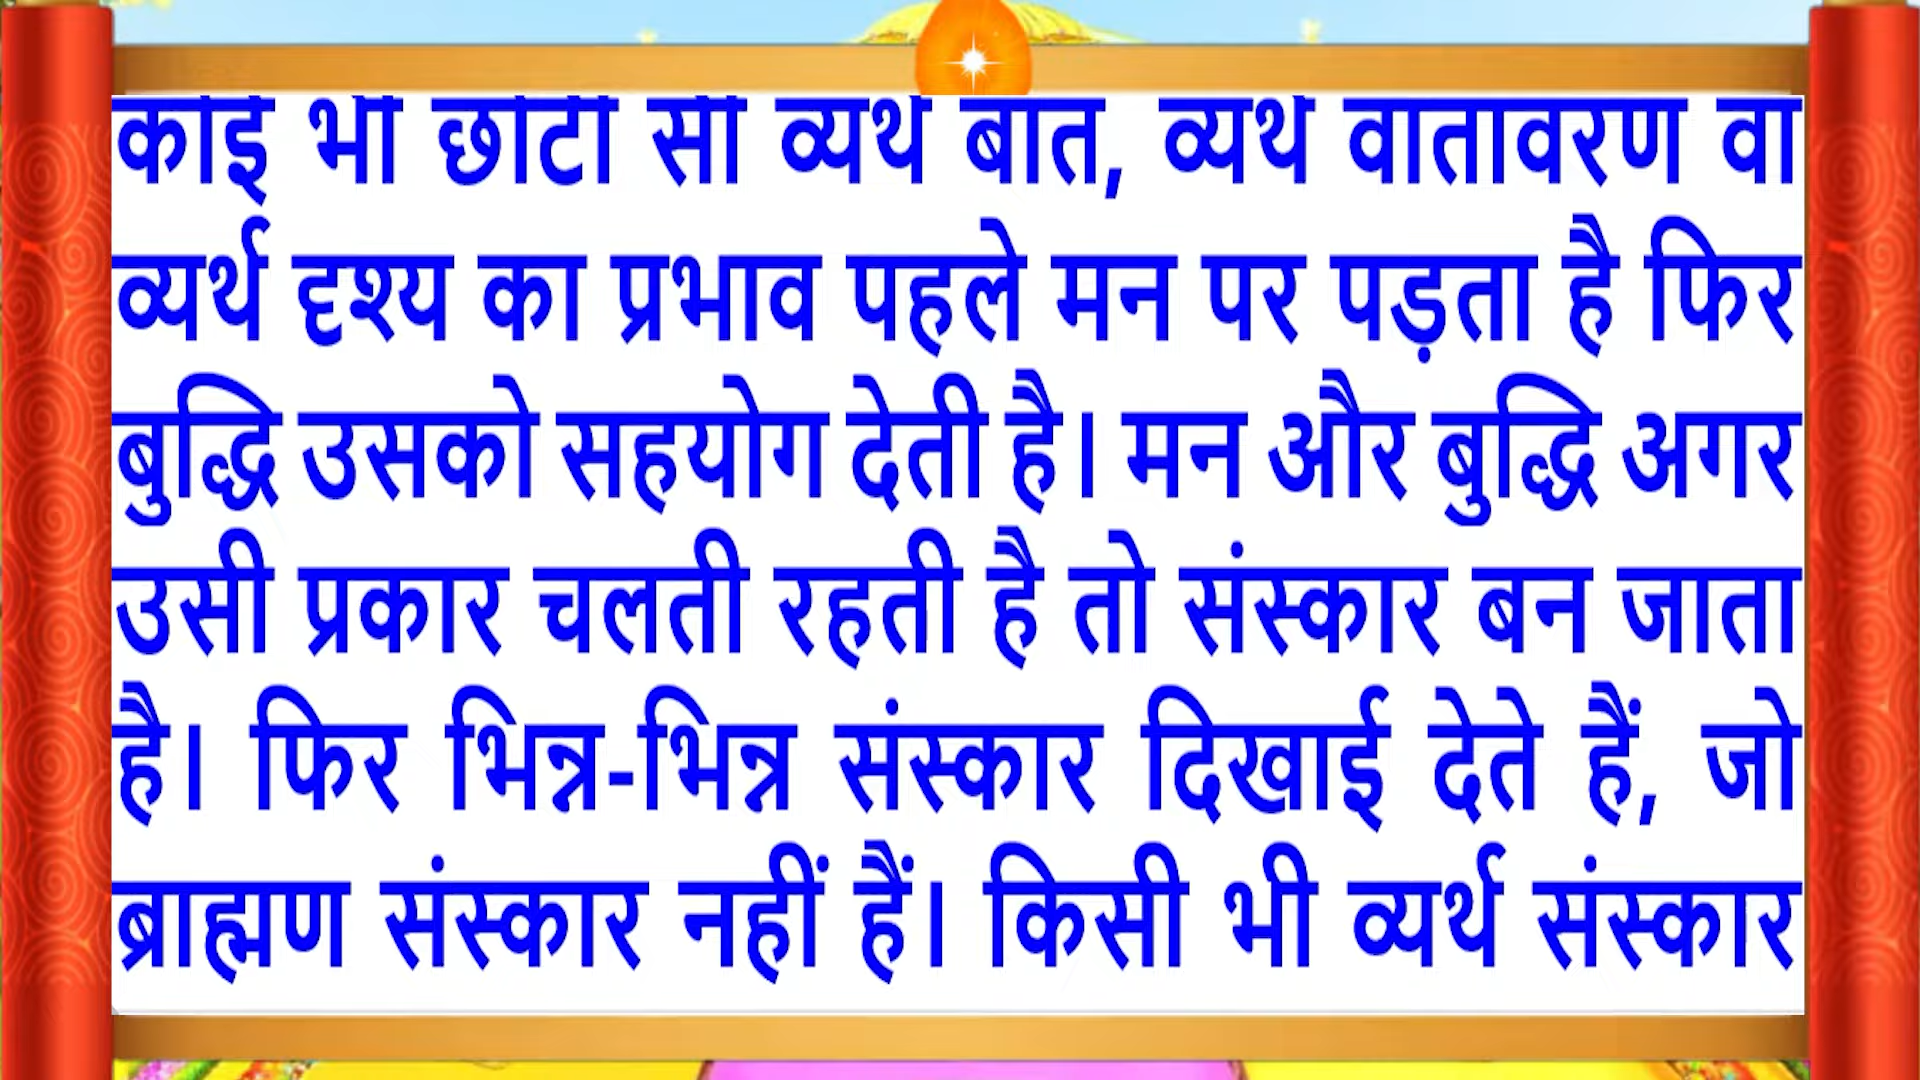 कोई भी छोटी सी व्यर्थ बात, व्यर्थ वातावरण वा
व्यर्थ दृश्य का प्रभाव पहले मन पर पड़ता है फिर
बुद्धि उसको सहयोग देती है। मन और बुद्धि अगर
उसी प्रकार चलती रहती है तो संस्कार बन जाता
है। फिर भिन्न-भिन्न संस्कार दिखाई देते हैं, जो
ब्राह्मण संस्कार नहीं हैं। किसी भी व्यर्थ संस्कार